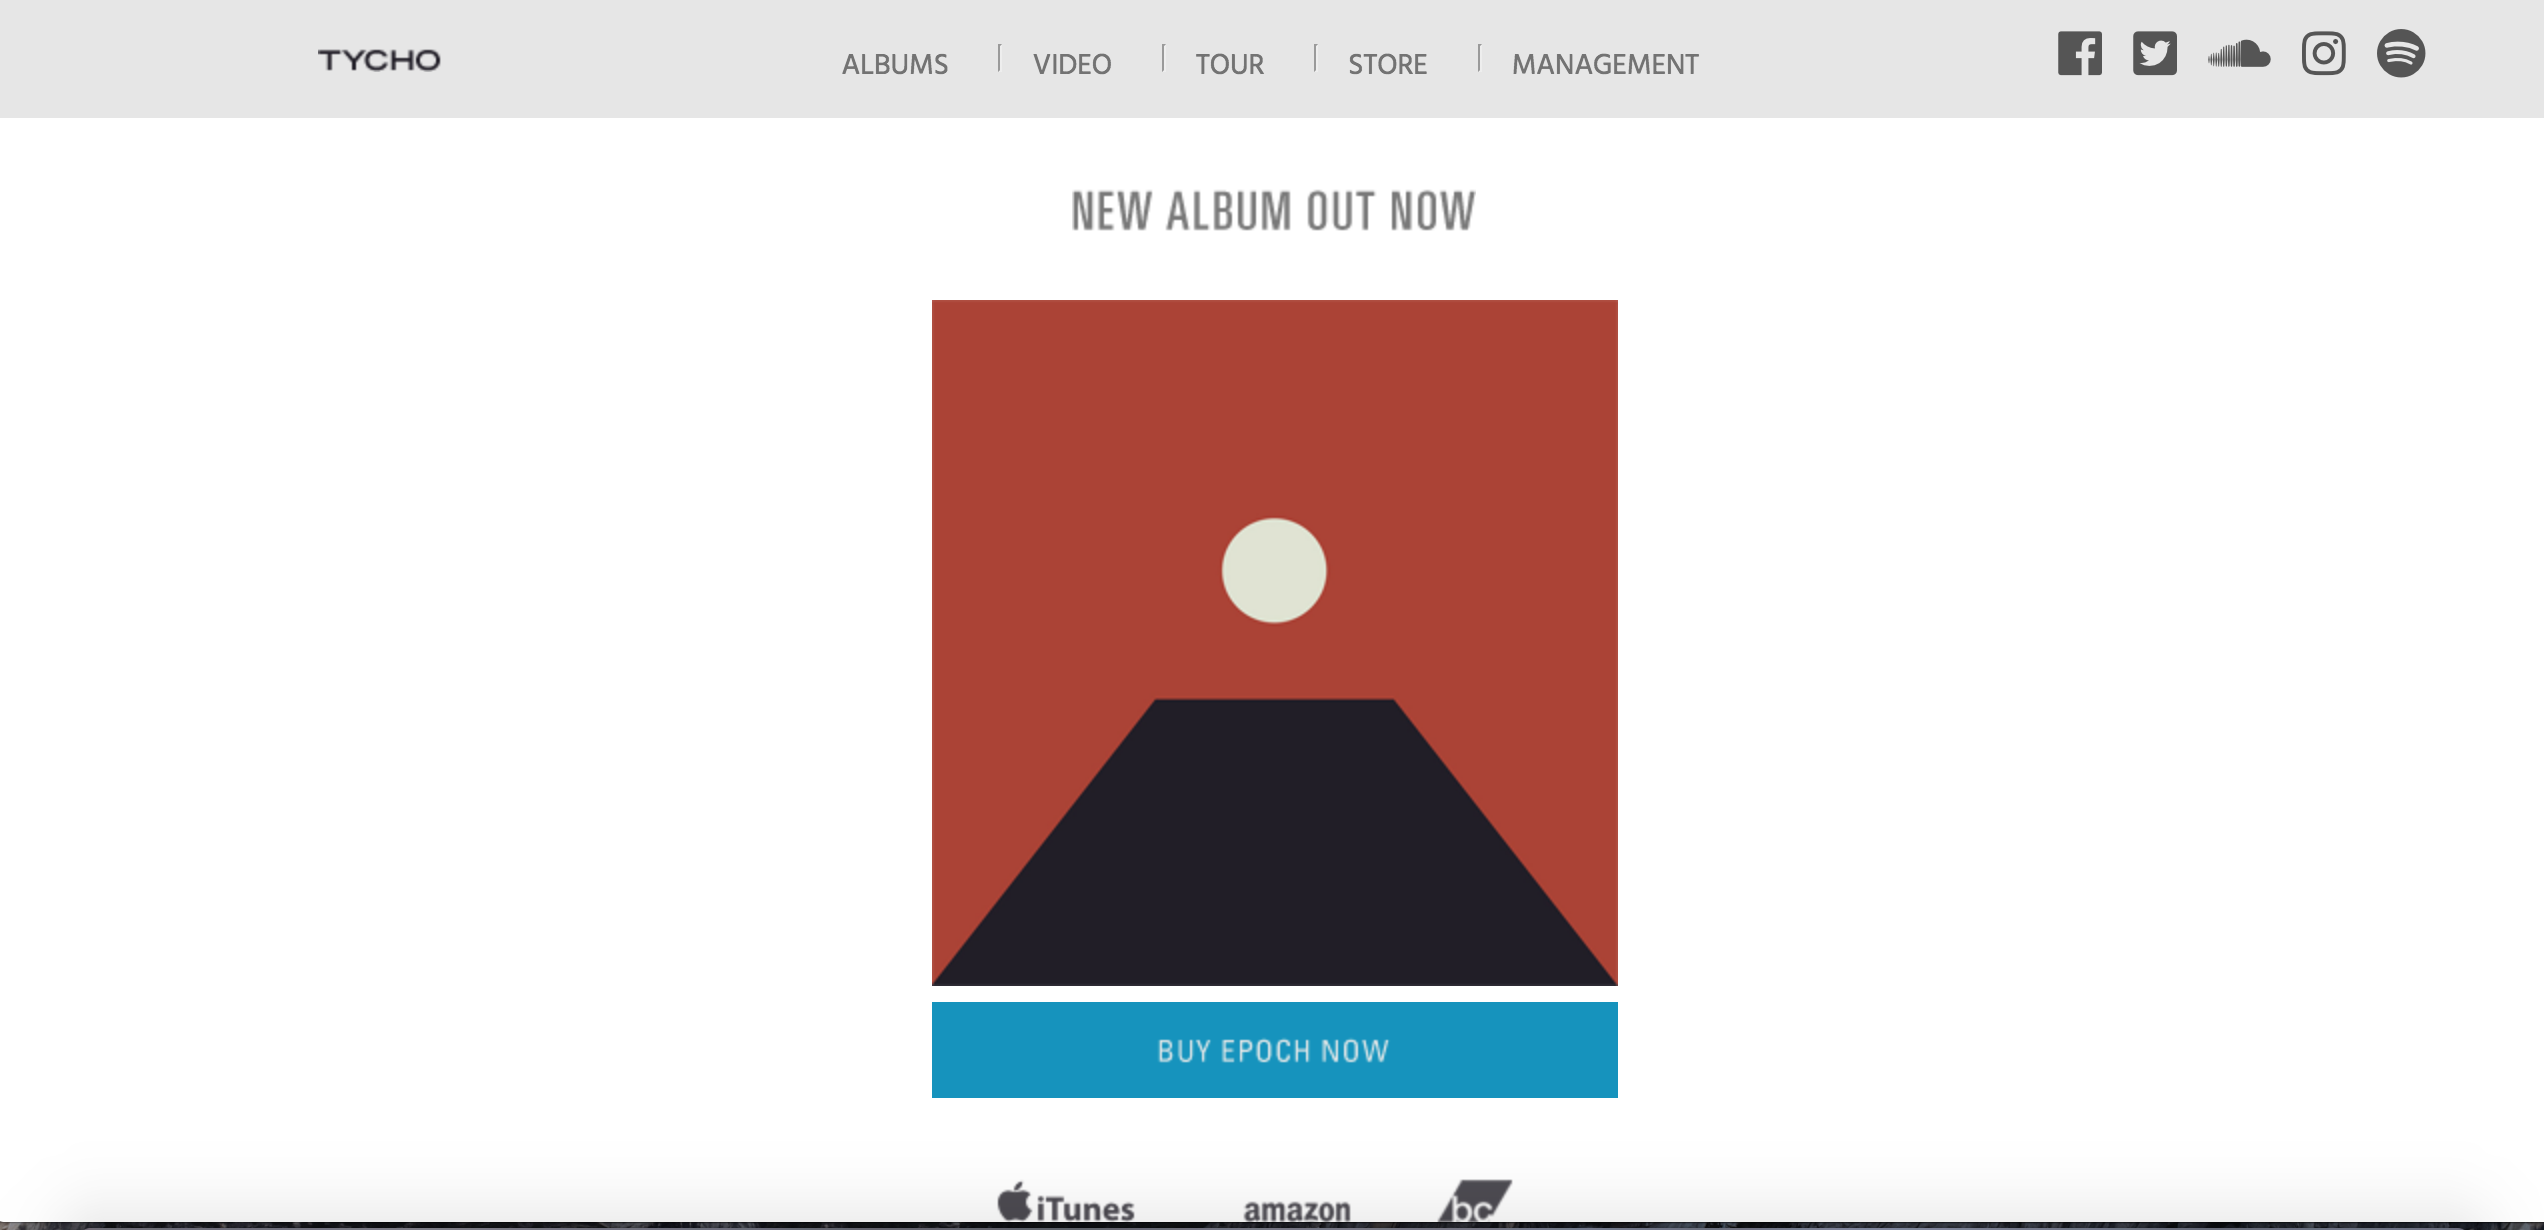 TYCHO
ALBUMS VIDEO TOUR STORE MANAGEMENT
NEW ALBUM OUT NOW
BUY EPOCH NOW
iTunes amazon bc